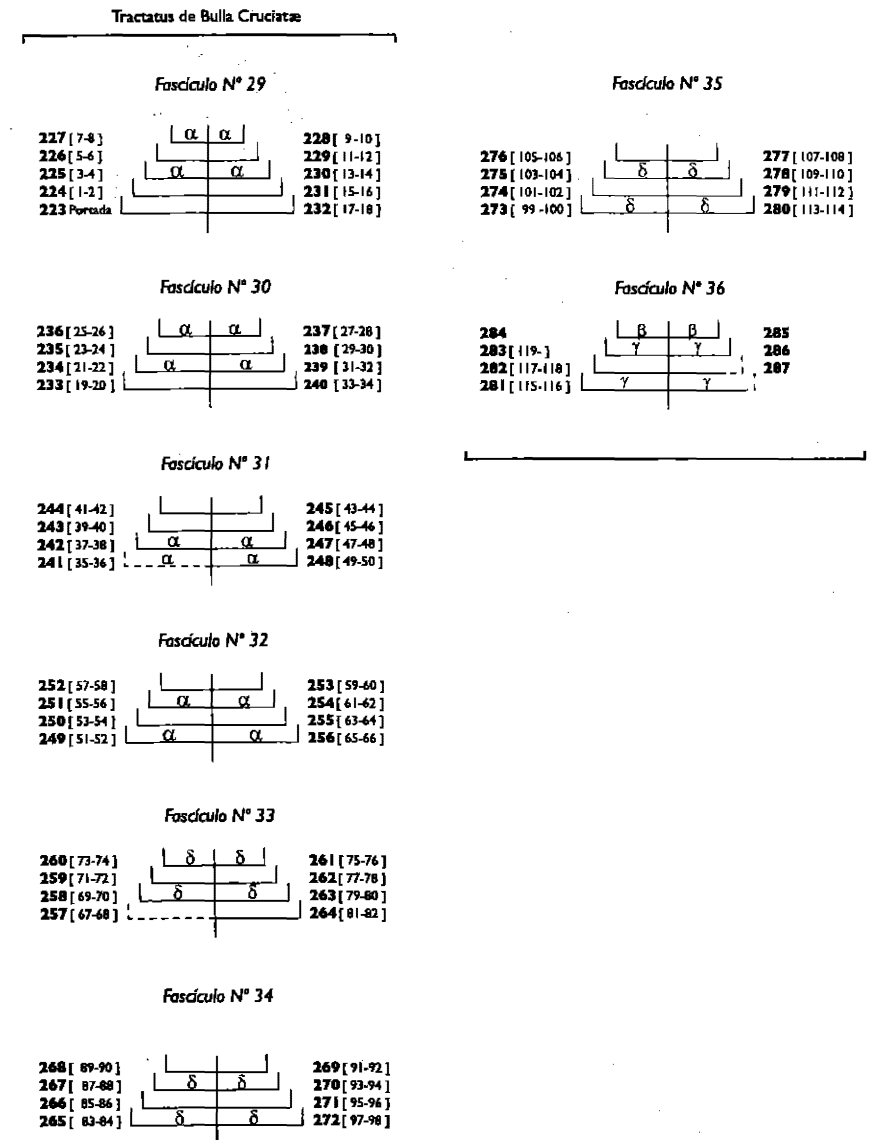 Tractatus de Bulla Cruciatæ
Fascículo N° 29
227 [ 7-8 ] α α 228 [ 9-10 ]
226 [ 5-6 ] 229 [ 11-12 ]
225 [ 3-4 ] α α 230 [ 13-14 ]
224 [ 1-2 ] 231 [ 15-16 ]
223 Portada 232 [ 17-18 ]
Fascículo N° 30
236 [ 25-26 ] α α 237 [ 27-28 ]
235 [ 23-24 ] 238 [ 29-30 ]
234 [ 21-22 ] α α 239 [ 31-32 ]
233 [ 19-20 ] 240 [ 33-34 ]
Fascículo N° 31
244 [ 41-42 ] 245 [ 43-44 ]
243 [ 39-40 ] 246 [ 45-46 ]
242 [ 37-38 ] α α 247 [ 47-48 ]
241 [ 35-36 ] α α 248 [ 49-50 ]
Fascículo N° 32
252 [ 57-58 ] 253 [ 59-60 ]
251 [ 55-56 ] α α 254 [ 61-62 ]
250 [ 53-54 ] 255 [ 63-64 ]
249 [ 51-52 ] α α 256 [ 65-66 ]
Fascículo N° 33
260 [ 73-74 ] δ δ 261 [ 75-76 ]
259 [ 71-72 ] 262 [ 77-78 ]
258 [ 69-70 ] δ δ 263 [ 79-80 ]
257 [ 67-68 ] 264 [ 81-82 ]
Fascículo N° 34
268 [ 89-90 ] 269 [ 91-92 ]
267 [ 87-88 ] δ δ 270 [ 93-94 ]
266 [ 85-86 ] 271 [ 95-96 ]
265 [ 83-84 ] δ δ 272 [ 97-98 ]
Fascículo N° 35
276 [ 105-106 ] 277 [ 107-108 ]
275 [ 103-104 ] δ δ 278 [ 109-110 ]
274 [ 101-102 ] 279 [ 111-112 ]
273 [ 99 -100 ] δ δ 280 [ 113-114 ]
Fascículo N° 36
284 β β 285
283 [ 119- ] γ γ 286
282 [ 117-118 ] 287
281 [ 115-116 ] γ γ